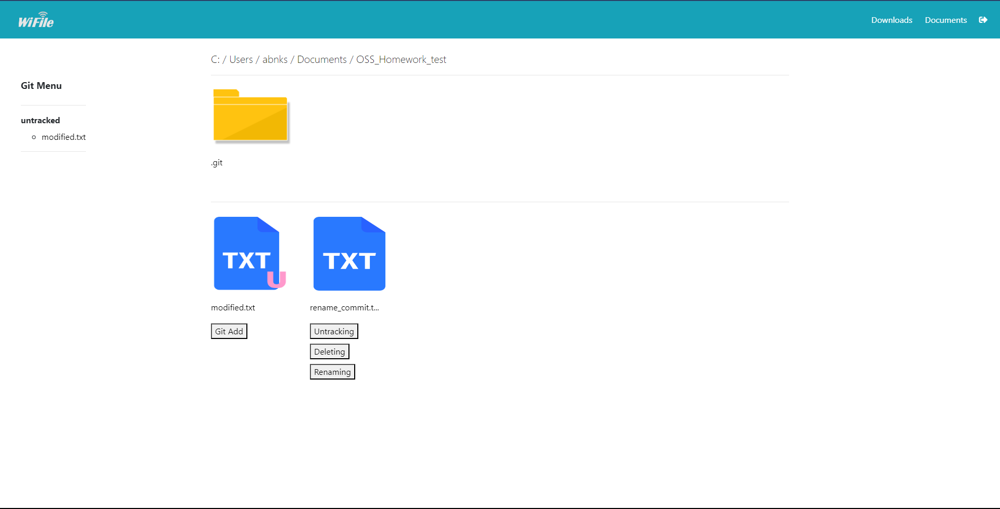 WiFile
Downloads Documents
C: / Users / abnks / Documents / OSS_Homework_test
Git Menu
untracked
modified.txt
.git
TXT
U
TXT
modified.txt
rename_commit.t...
Git Add
Untracking
Deleting
Renaming